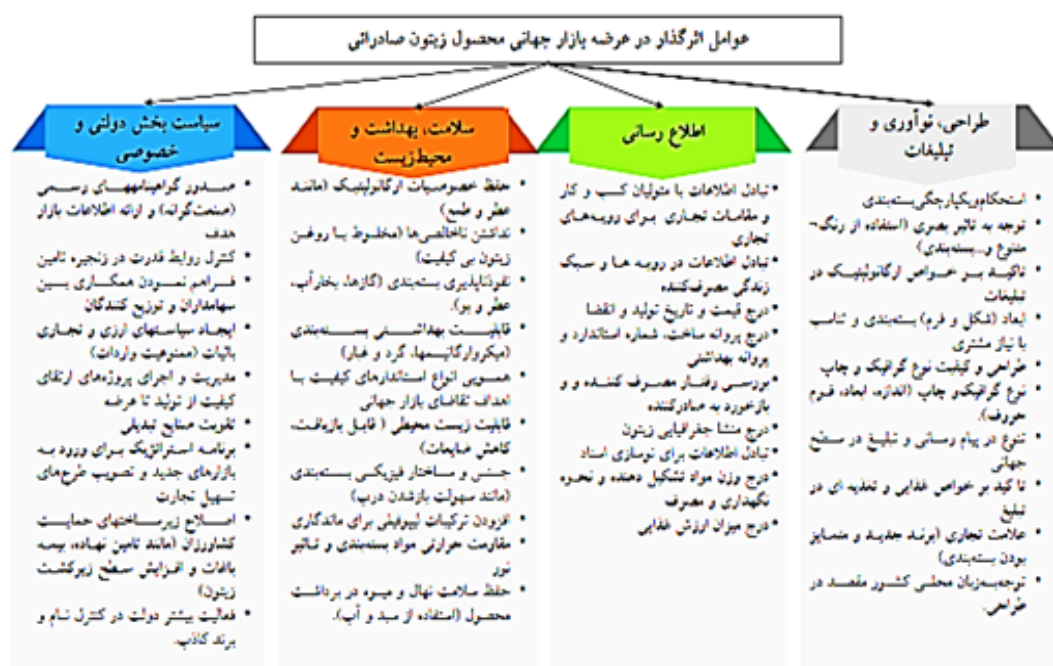 عوامل اثرگذار در عرضه بازار جهانی محصول زیتون صادراتی
طراحی، نوآوری و
تبلیغات
استحکام‌ویکپارچگی‌بسته‌بندی
توجه به تاثیر بصری (استفاده از رنگ¬
متنوع و...بسته‌بندی)
تاکید بر خواص ارگانولپتیک در
تبلیغات
ابعاد (شکل و فرم) بسته‌بندی و تناسب
با نیاز مشتری
طراحی و کیفیت نوع گرافیک و چاپ
نوع گرافیک‌و چاپ (اندازه، ابعاد، فرم
حروف).
تنوع در پیام رسانی و تبلیغ در سطح
جهانی
تا کید بر خواص غذایی و تغذیه ای در
تبلیغ
علامت تجاری (برند جدید و متمایز
بودن بسته‌بندی)
توجه‌به‌زبان محلی کشور مقصد در
طراحی.
اطلاع رسانی
تبادل اطلاعات با متولیان کسب و کار
و مقامات تجاری برای رویه‌های
تجاری
تبادل اطلاعات در رویه ها و سبک
زندگی مصرف‌کننده
درج قیمت و تاریخ تولید و انقضا
درج پروانه ساخت، شماره استاندارد و
پروانه بهداشتی
بررسی رفتار مصرف کننده و و
بازخورد به صادرکننده
درج منشا جغرافیایی زیتون
تبادل اطلاعات برای نوسازی اسناد
درج وزن مواد تشکیل دهنده و نحوه
نگهداری و مصرف
درج میزان ارزش غذایی
سلامت، بهداشت و
محیط‌زیست
حفظ خصوصیات ارگانولپتیک (مانند
عطر و طعم)
نداشتن ناخالصی‌ها (مخلوط با روغن
زیتون بی کیفیت)
نفوذناپذیری بسته‌بندی (گازها، بخارآب،
عطر و بو).
قابلیت بهداشتی بسته‌بندی
(میکروارگانیسمها، گرد و غبار)
همسویی انواع استاندارهای کیفیت با
اهداف تقاضای بازار جهانی
قابلیت زیست محیطی ( قابل بازیافت،
کاهش ضایعات)
جنس و ساختار فیزیکی بسته‌بندی
(مانند سهولت بازشدن درب)
افزودن ترکیبات لیپوفیلی برای ماندگاری
مقاومت حرارتی مواد بسته‌بندی و تاثیر
نور
حفظ سلامت نهال و میوه در برداشت
محصول (استفاده از سبد و آب).
سیاست بخش دولتی و
خصوصی
صدور گواهینامههای رسمی
(صنعت‌گرانه) و ارائه اطلاعات بازار
هدف
کنترل روابط قدرت در زنجیره تامین
فراهم نمودن همکاری بین
سهامداران و توزیع کنندگان
ایجاد سیاستهای ارزی و تجاری
باثبات (ممنوعیت واردات)
مدیریت و اجرای پروژه‌های ارتقای
کیفیت از تولید تا عرضه
تقویت صنایع تبدیلی
برنامه استراتژیک برای ورود به
بازارهای جدید و تصویب طرح‌های
تسهیل تجارت
اصلاح زیرساختهای حمایت
کشاورزان (مانند تامین نهاده، بیمه
باغات و افزایش سطح زیرکشت
زیتون)
فعالیت بیشتر دولت در کنترل نام و
برند کاذب.